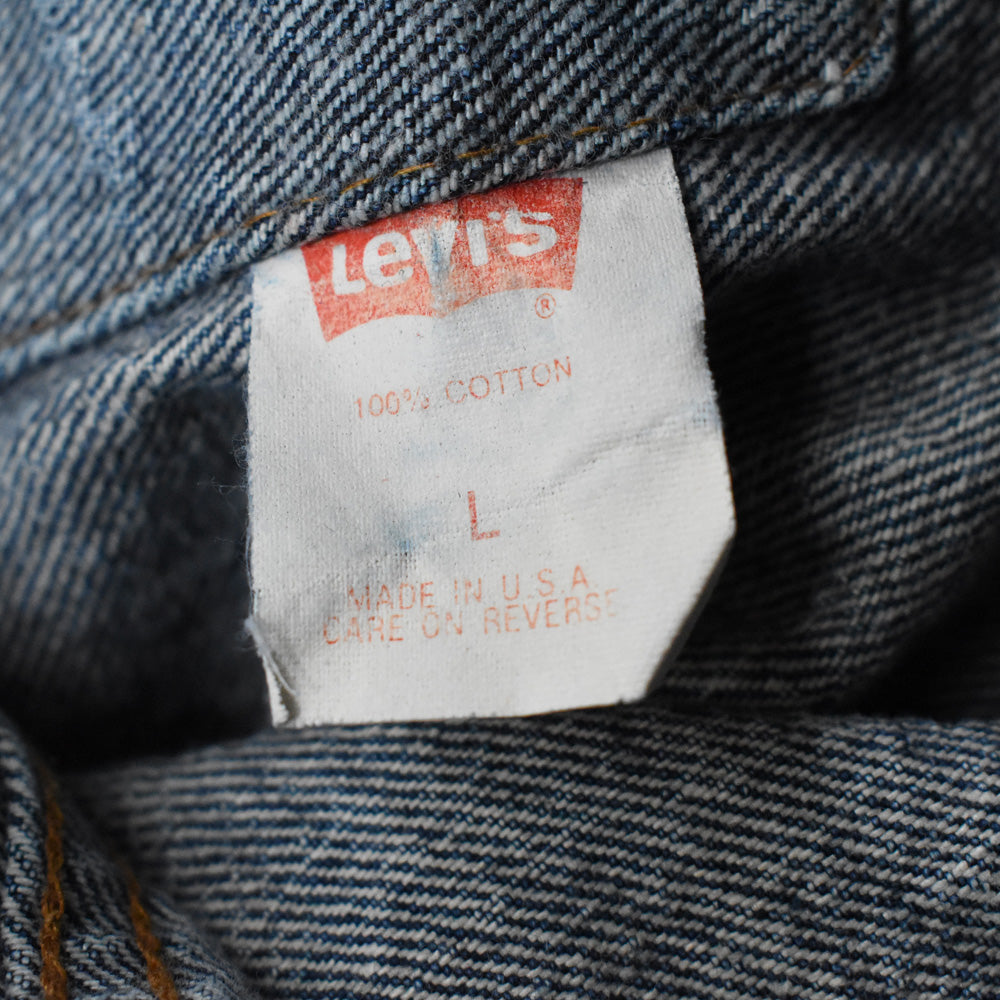 Levi's
®
100% COTTON
L
MADE IN U.S.A.
CARE ON REVERSE